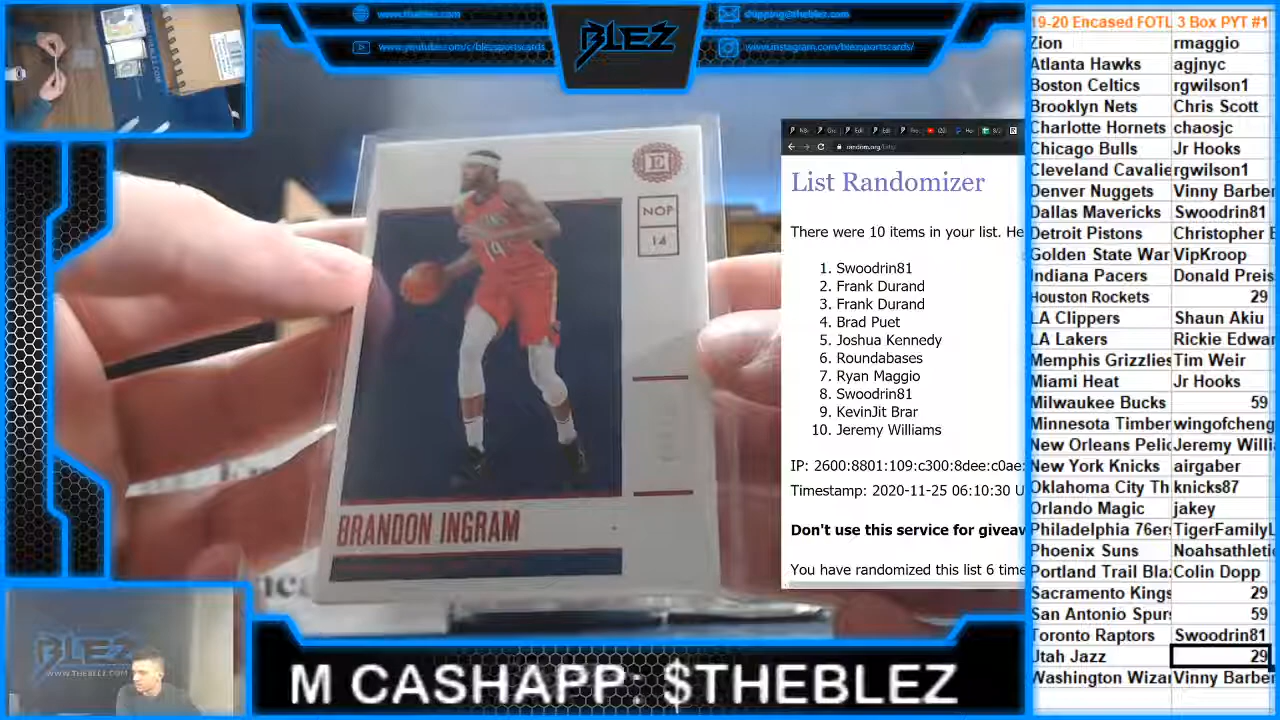 www.theblez.com
shipping@theblez.com
www.youtube.com/c/blezsportscards
www.instagram.com/blezsportscards/
BLEZ
E
NOP
14
BRANDON INGRAM
random.org/lists/
List Randomizer
There were 10 items in your list. He
1. Swoodrin81
2. Frank Durand
3. Frank Durand
4. Brad Puet
5. Joshua Kennedy
6. Roundabases
7. Ryan Maggio
8. Swoodrin81
9. KevinJit Brar
10. Jeremy Williams
IP: 2600:8801:109:c300:8dee:c0ae:
Timestamp: 2020-11-25 06:10:30 U
Don't use this service for giveav
You have randomized this list 6 time
19-20 Encased FOTL 3 Box PYT #1
Zion rmaggio
Atlanta Hawks agjnyc
Boston Celtics rgwilson1
Brooklyn Nets Chris Scott
Charlotte Hornets chaosjc
Chicago Bulls Jr Hooks
Cleveland Cavalie rgwilson1
Denver Nuggets Vinny Barber
Dallas Mavericks Swoodrin81
Detroit Pistons Christopher E
Golden State War VipKroop
Indiana Pacers Donald Preis
Houston Rockets 29
LA Clippers Shaun Akiu
LA Lakers Rickie Edwar
Memphis Grizzlies Tim Weir
Miami Heat Jr Hooks
Milwaukee Bucks 59
Minnesota Timber wingofcheng
New Orleans Pelic Jeremy Willi
New York Knicks airgaber
Oklahoma City Th knicks87
Orlando Magic jakey
Philadelphia 76er TigerFamilyL
Phoenix Suns Noahsathletic
Portland Trail Bla Colin Dopp
Sacramento Kings 29
San Antonio Spur 59
Toronto Raptors Swoodrin81
Utah Jazz 29
Washington Wizar Vinny Barber
BLEZ
WWW.THEBLEZ.COM
M CASHAPP: $THEBLEZ